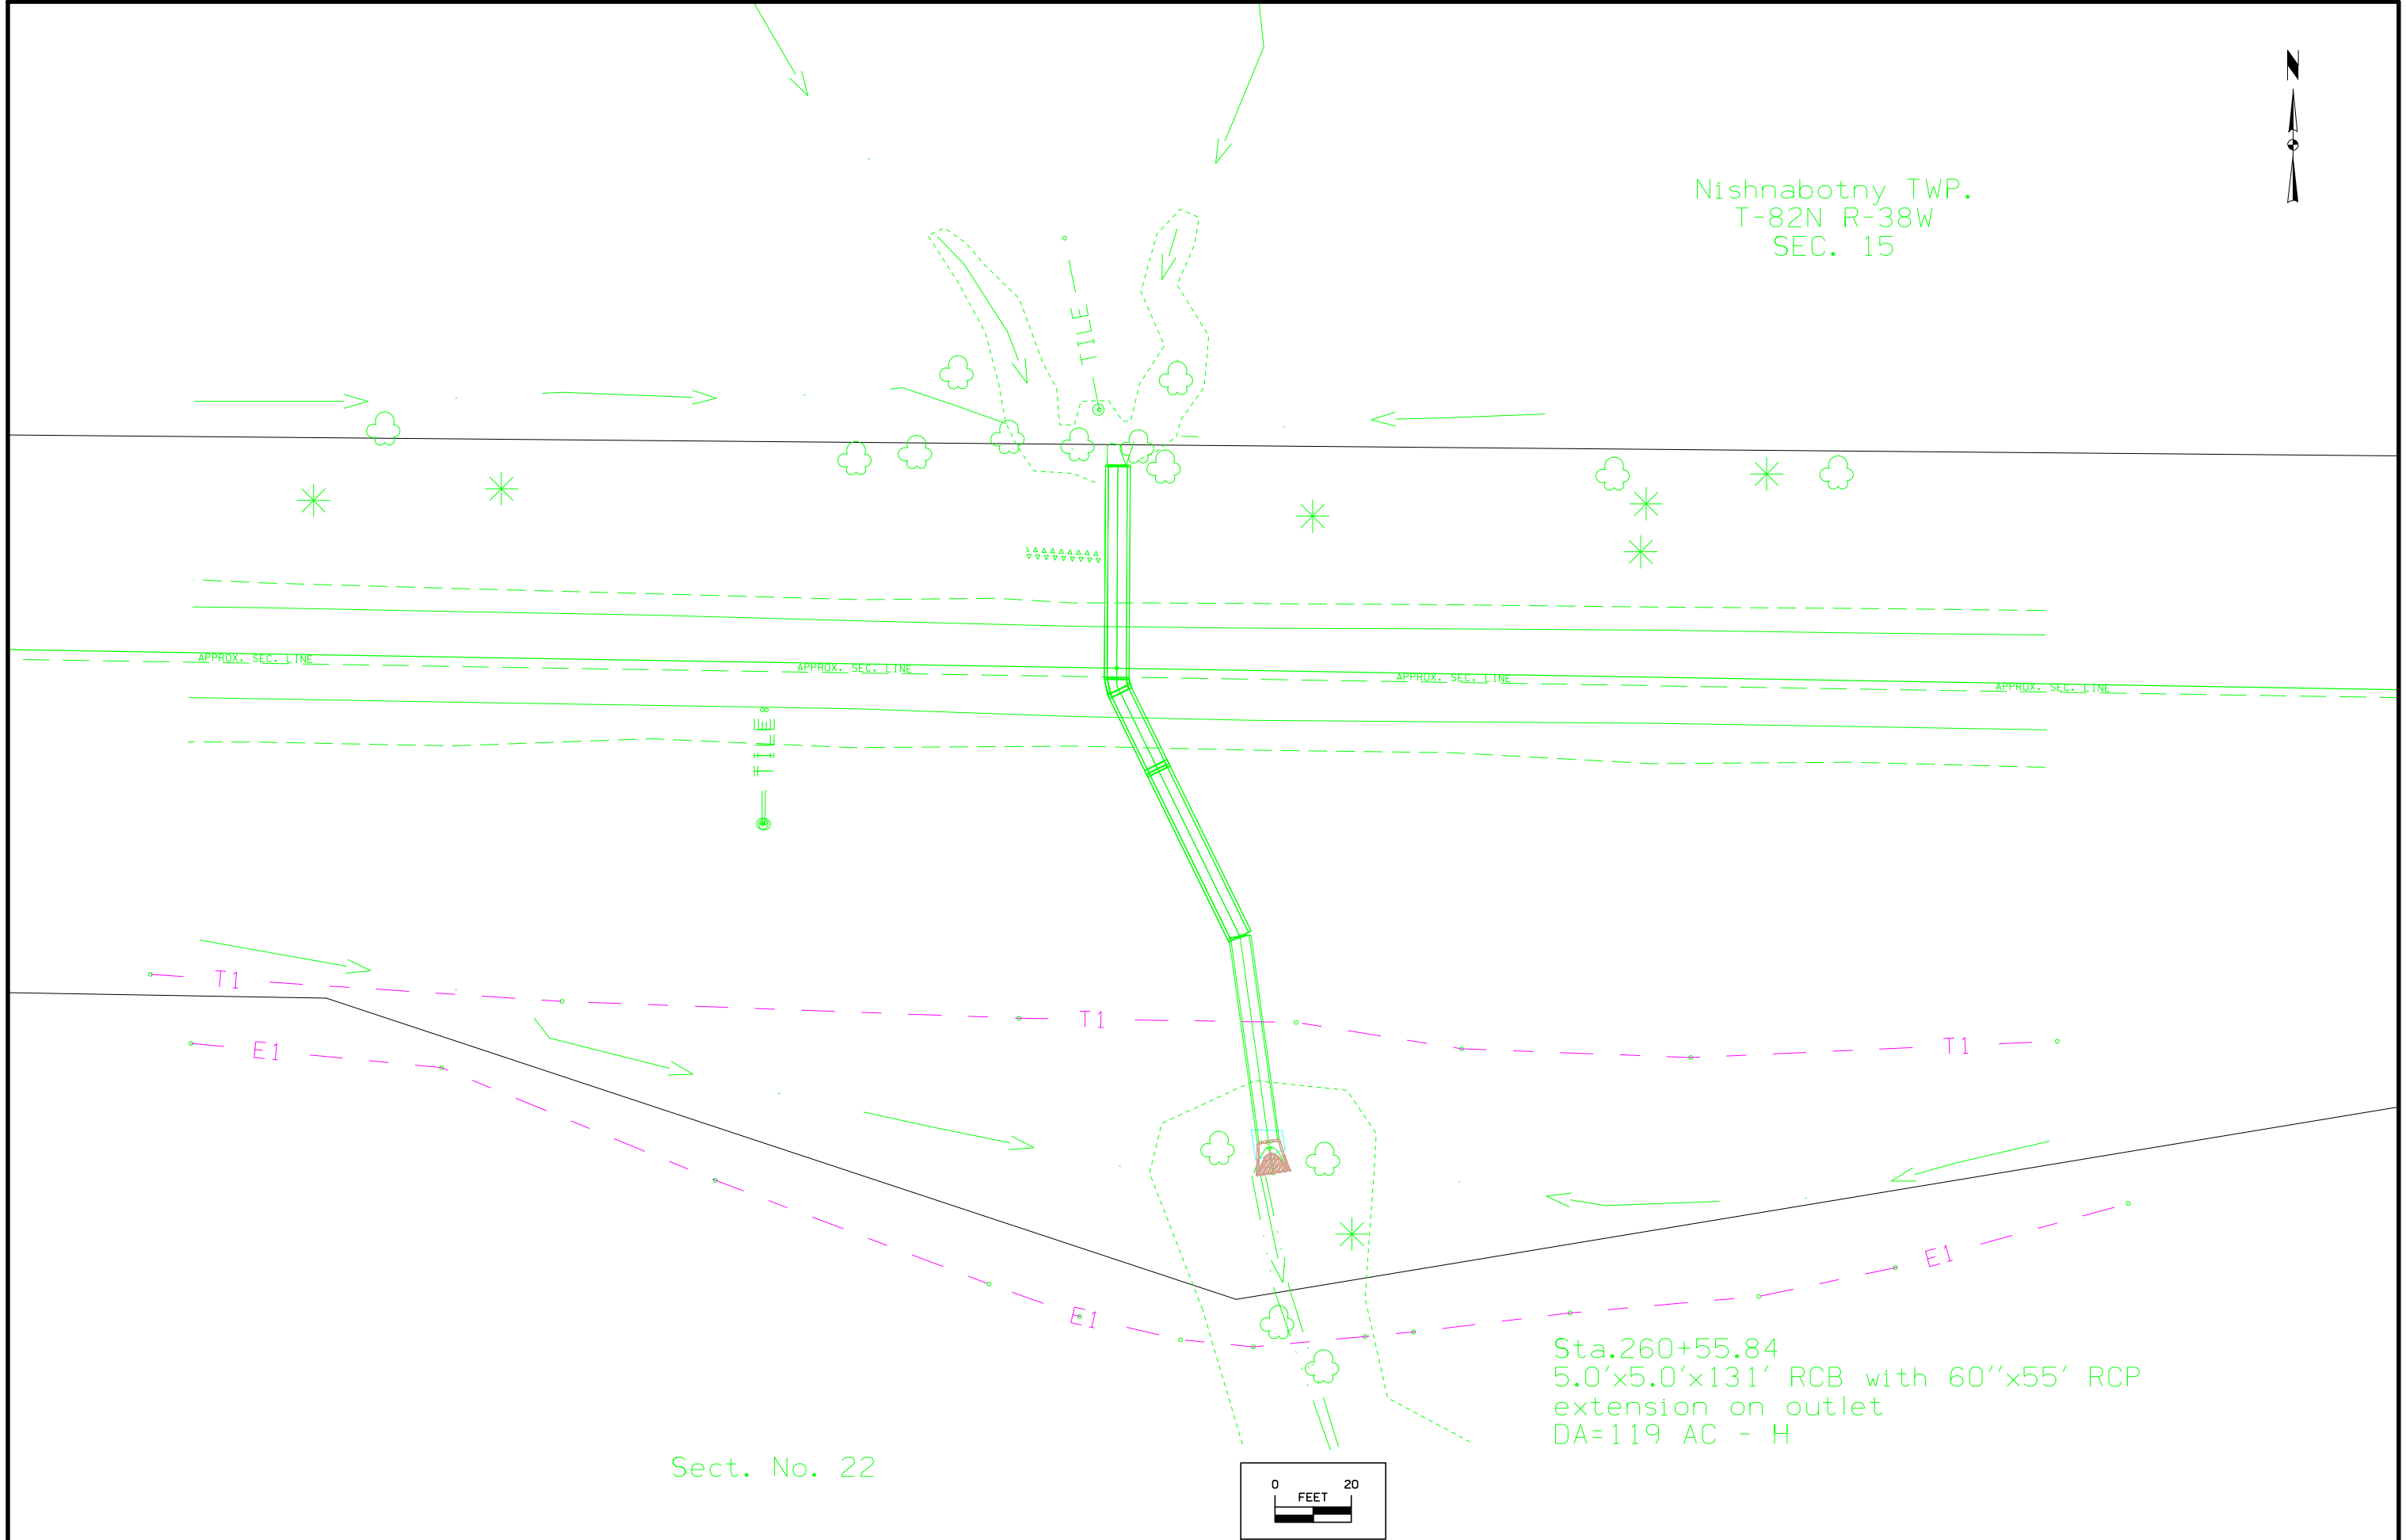 N
Nishnabotny TWP.
T-82N R-38W
SEC. 15
TILE
APPROX. SEC. LINE
APPROX. SEC. LINE
APPROX. SEC. LINE
APPROX. SEC. LINE
TILE
T1
T1
T1
E1
E1
E1
Sta.260+55.84
5.0'x5.0'x131' RCB with 60"x55' RCP
extension on outlet
DA=119 AC - H
Sect. No. 22
0 20
FEET